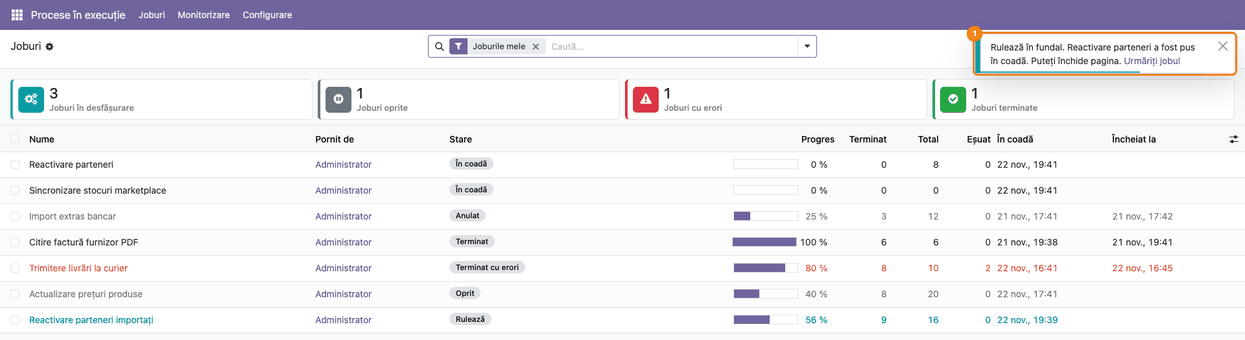 Procese în execuție Joburi Monitorizare Configurare
Joburi
Joburile mele Caută...
1
Rulează în fundal. Reactivare parteneri a fost pus
în coadă. Puteți închide pagina. Urmăriți jobul
3
Joburi în desfășurare
1
Joburi oprite
1
Joburi cu erori
1
Joburi terminate
Nume Pornit de Stare Progres Terminat Total Eșuat În coadă Încheiat la
Reactivare parteneri Administrator În coadă 0 % 0 8 0 22 nov., 19:41
Sincronizare stocuri marketplace Administrator În coadă 0 % 0 0 0 22 nov., 19:41
Import extras bancar Administrator Anulat 25 % 3 12 0 21 nov., 17:41 21 nov., 17:42
Citire factură furnizor PDF Administrator Terminat 100 % 6 6 0 21 nov., 19:38 21 nov., 19:41
Trimitere livrări la curier Administrator Terminat cu erori 80 % 8 10 2 22 nov., 16:41 22 nov., 16:45
Actualizare prețuri produse Administrator Oprit 40 % 8 20 0 22 nov., 17:41
Reactivare parteneri importați Administrator Rulează 56 % 9 16 0 22 nov., 19:39